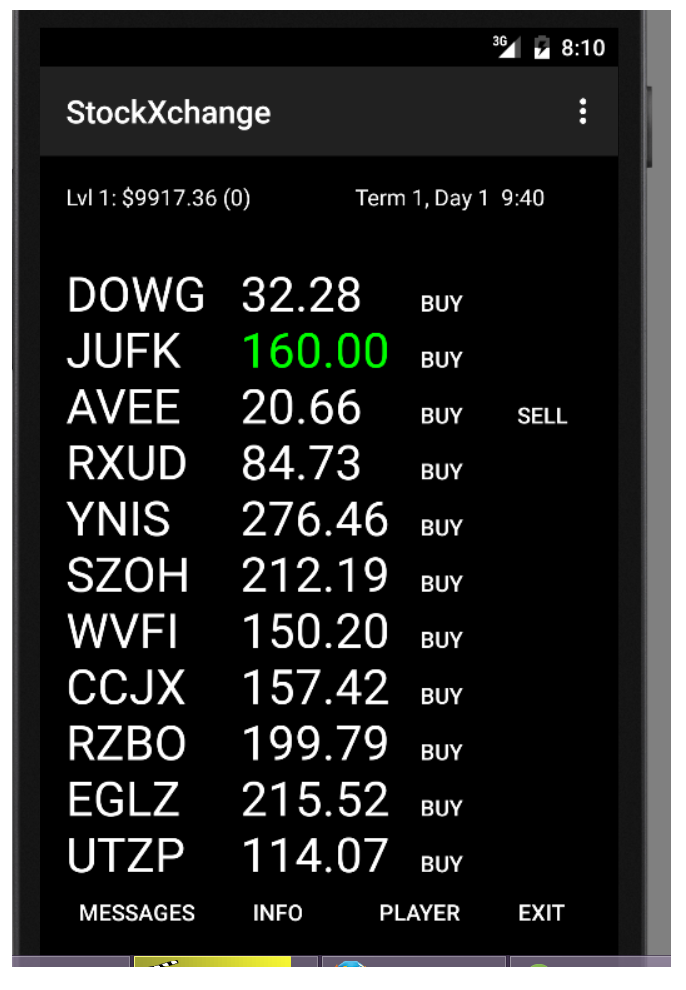 3G 8:10
StockXchange
Lvl 1: $9917.36 (0) Term 1, Day 1 9:40
DOWG 32.28 BUY
JUFK 160.00 BUY
AVEE 20.66 BUY SELL
RXUD 84.73 BUY
YNIS 276.46 BUY
SZOH 212.19 BUY
WVFI 150.20 BUY
CCJX 157.42 BUY
RZBO 199.79 BUY
EGLZ 215.52 BUY
UTZP 114.07 BUY
MESSAGES INFO PLAYER EXIT